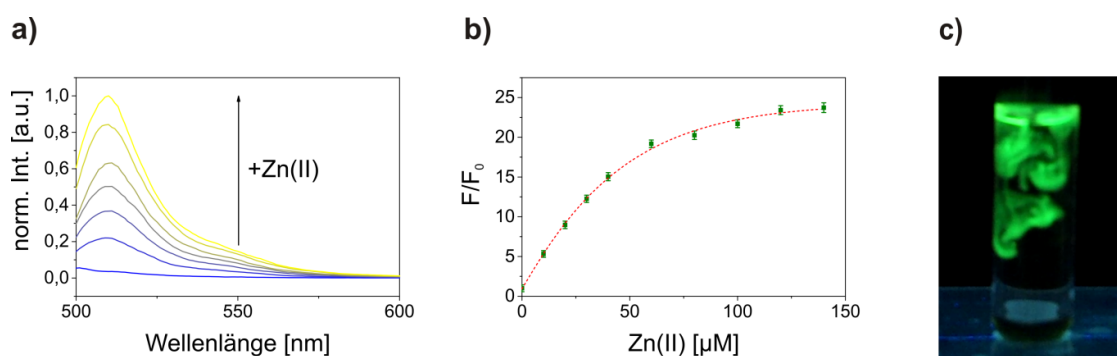 a)
norm. Int. [a.u.]
1,0
0,8
0,6
0,4
0,2
0,0
+Zn(II)
500
550
600
Wellenlänge [nm]
b)
F/F₀
25
20
15
10
5
0
0
50
100
150
Zn(II) [µM]
c)